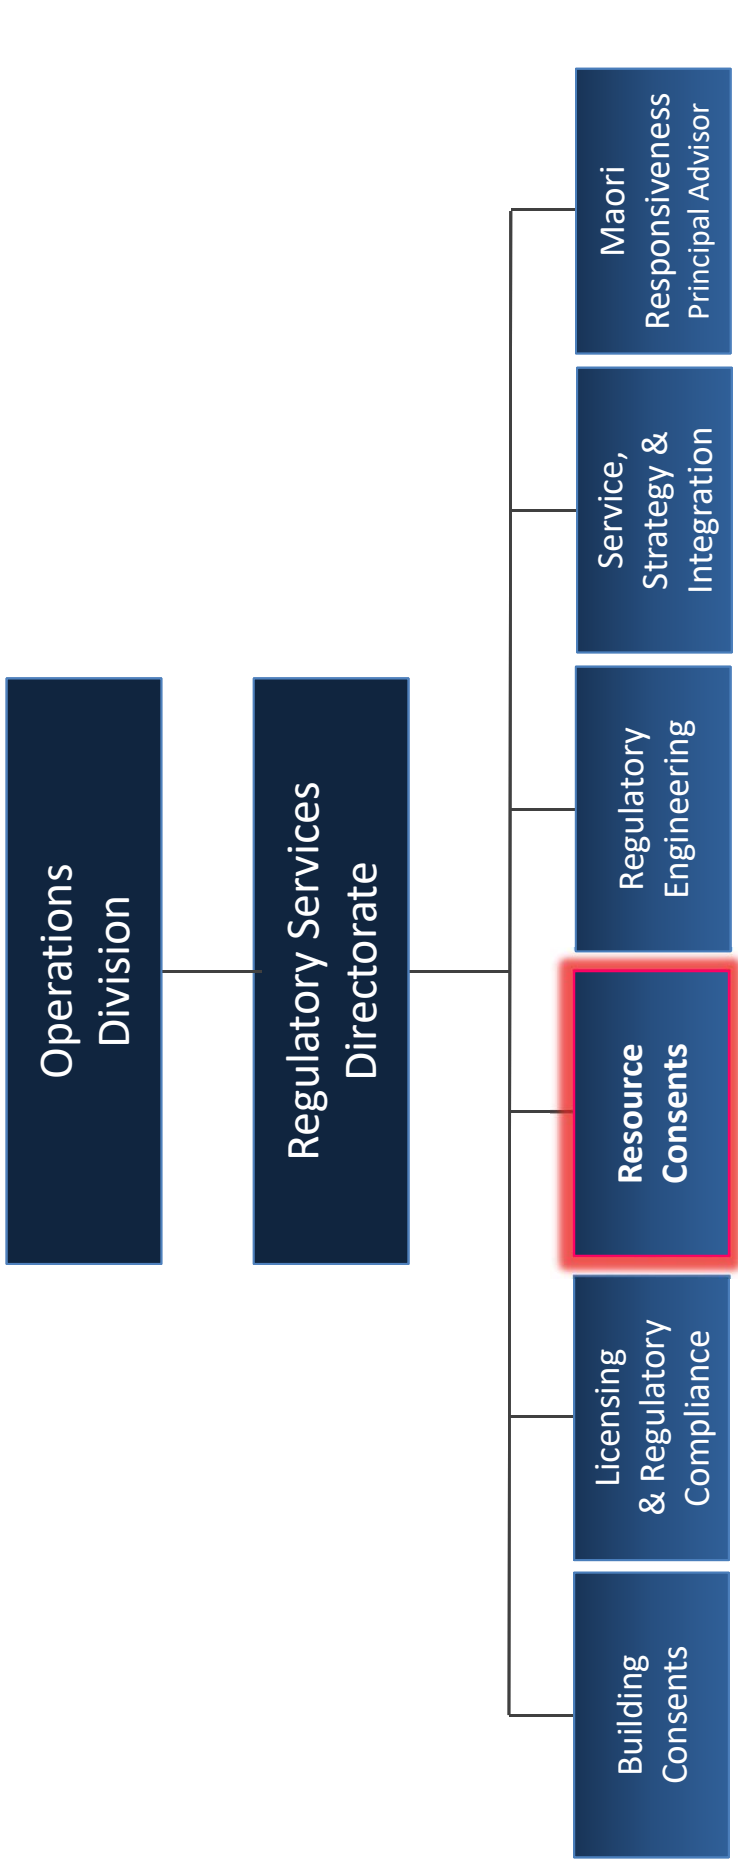 Operations
Division
Regulatory Services
Directorate
Building
Consents
Licensing
& Regulatory
Compliance
Resource
Consents
Regulatory
Engineering
Service,
Strategy &
Integration
Maori
Responsiveness
Principal Advisor